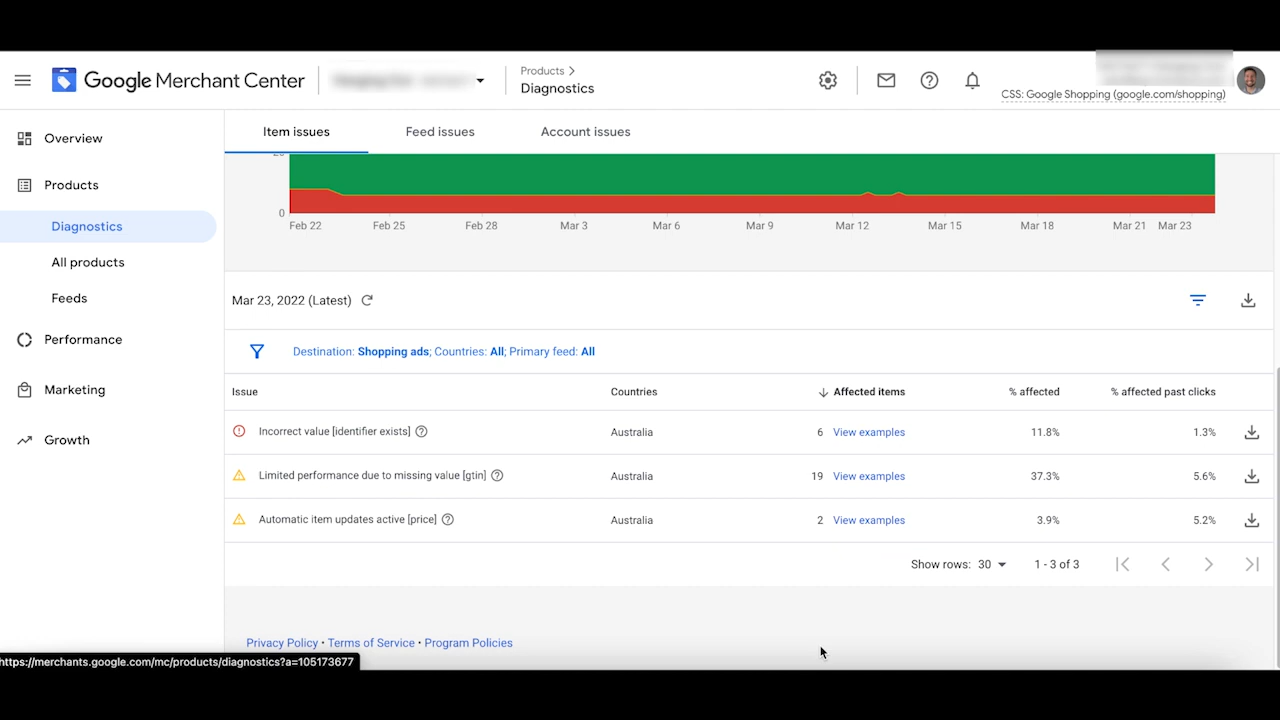 Google Merchant Center
Products
Diagnostics
CSS: Google Shopping (google.com/shopping)
Overview
Products
Diagnostics
All products
Feeds
Performance
Marketing
Growth
Item issues
Feed issues
Account issues
0
Feb 22
Feb 25
Feb 28
Mar 3
Mar 6
Mar 9
Mar 12
Mar 15
Mar 18
Mar 21
Mar 23
Mar 23, 2022 (Latest)
Destination: Shopping ads; Countries: All; Primary feed: All
Issue Countries Affected items % affected % affected past clicks
Incorrect value [identifier exists] Australia 6 View examples 11.8% 1.3%
Limited performance due to missing value [gtin] Australia 19 View examples 37.3% 5.6%
Automatic item updates active [price] Australia 2 View examples 3.9% 5.2%
Show rows: 30 1 - 3 of 3
Privacy Policy • Terms of Service • Program Policies
https://merchants.google.com/mc/products/diagnostics?a=105173677